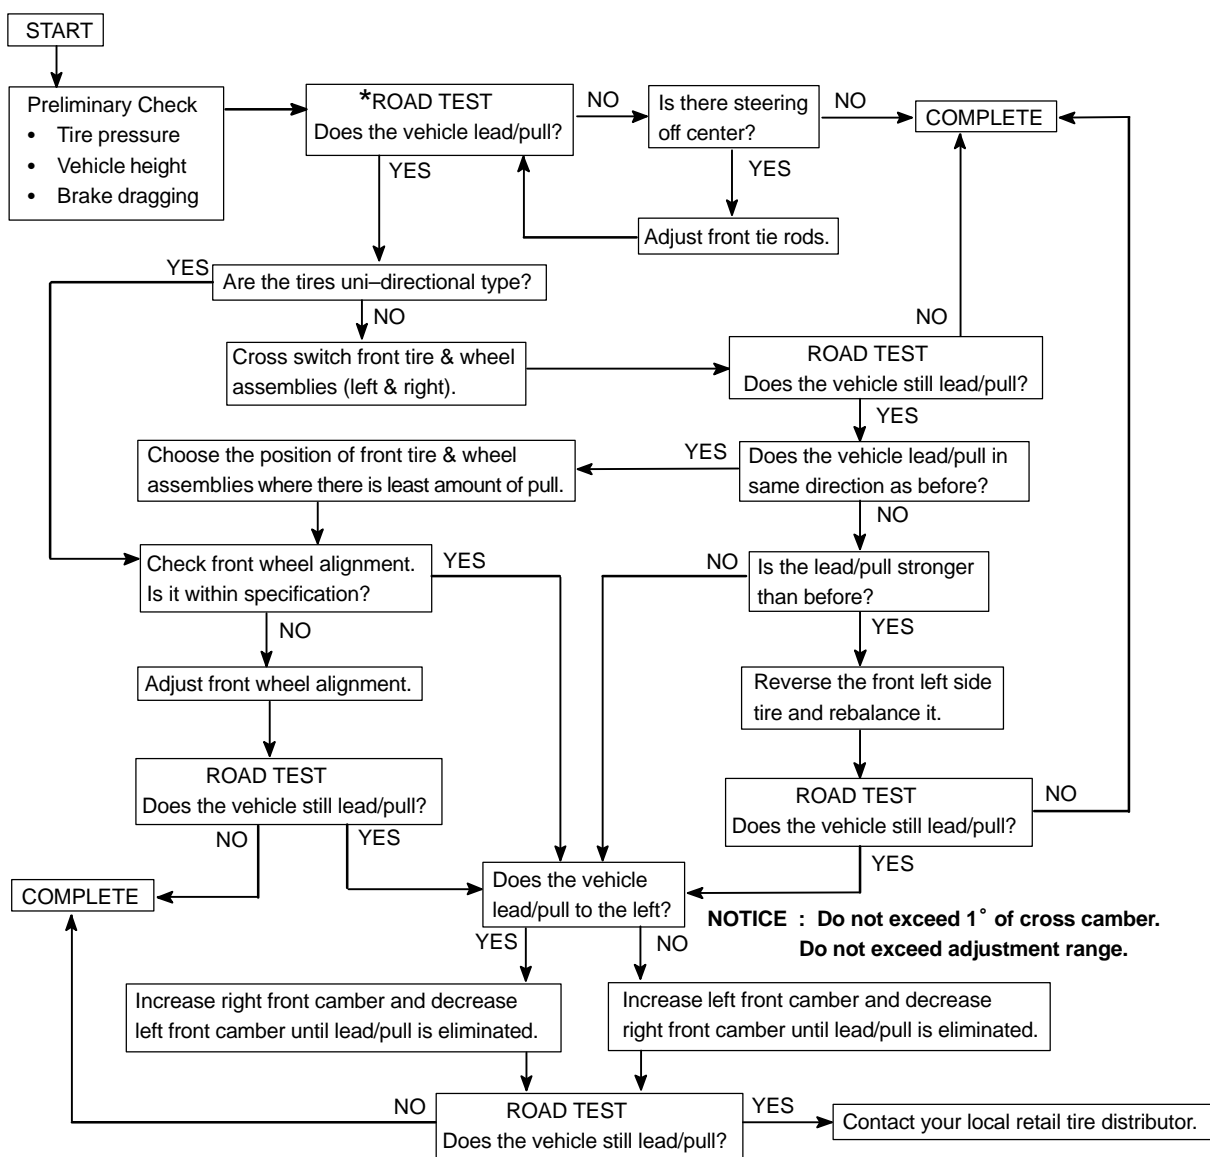 START
Preliminary Check
• Tire pressure
• Vehicle height
• Brake dragging
*ROAD TEST
Does the vehicle lead/pull?
NO
Is there steering
off center?
NO
COMPLETE
YES
YES
Adjust front tie rods.
YES
Are the tires uni–directional type?
NO
Cross switch front tire & wheel
assemblies (left & right).
NO
ROAD TEST
Does the vehicle still lead/pull?
YES
Choose the position of front tire & wheel
assemblies where there is least amount of pull.
YES
Does the vehicle lead/pull in
same direction as before?
NO
Check front wheel alignment.
Is it within specification?
YES
NO
Is the lead/pull stronger
than before?
NO
YES
Adjust front wheel alignment.
Reverse the front left side
tire and rebalance it.
ROAD TEST
Does the vehicle still lead/pull?
ROAD TEST
Does the vehicle still lead/pull?
NO
NO
YES
YES
COMPLETE
Does the vehicle
lead/pull to the left?
NOTICE : Do not exceed 1° of cross camber.
Do not exceed adjustment range.
YES
NO
Increase right front camber and decrease
left front camber until lead/pull is eliminated.
Increase left front camber and decrease
right front camber until lead/pull is eliminated.
NO
ROAD TEST
Does the vehicle still lead/pull?
YES
Contact your local retail tire distributor.